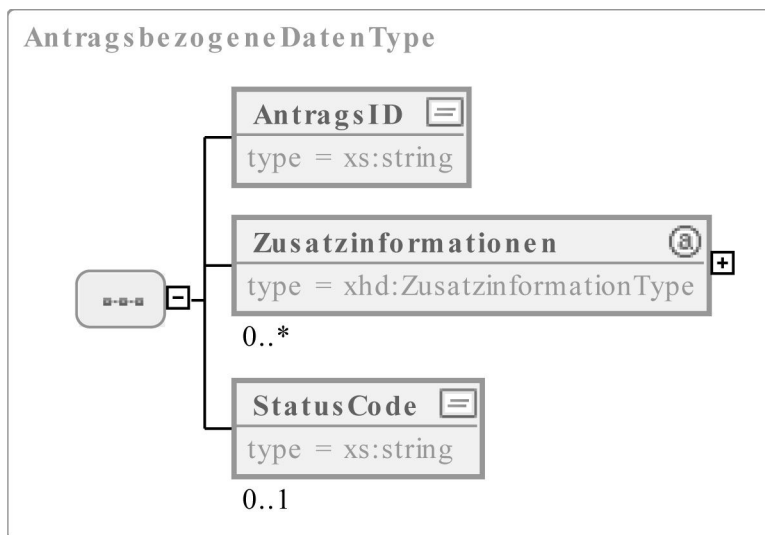 AntragsbezogeneDatenType
AntragsID
type = xs:string
Zusatzinformationen @
type = xhd:ZusatzinformationType
0..*
StatusCode
type = xs:string
0..1